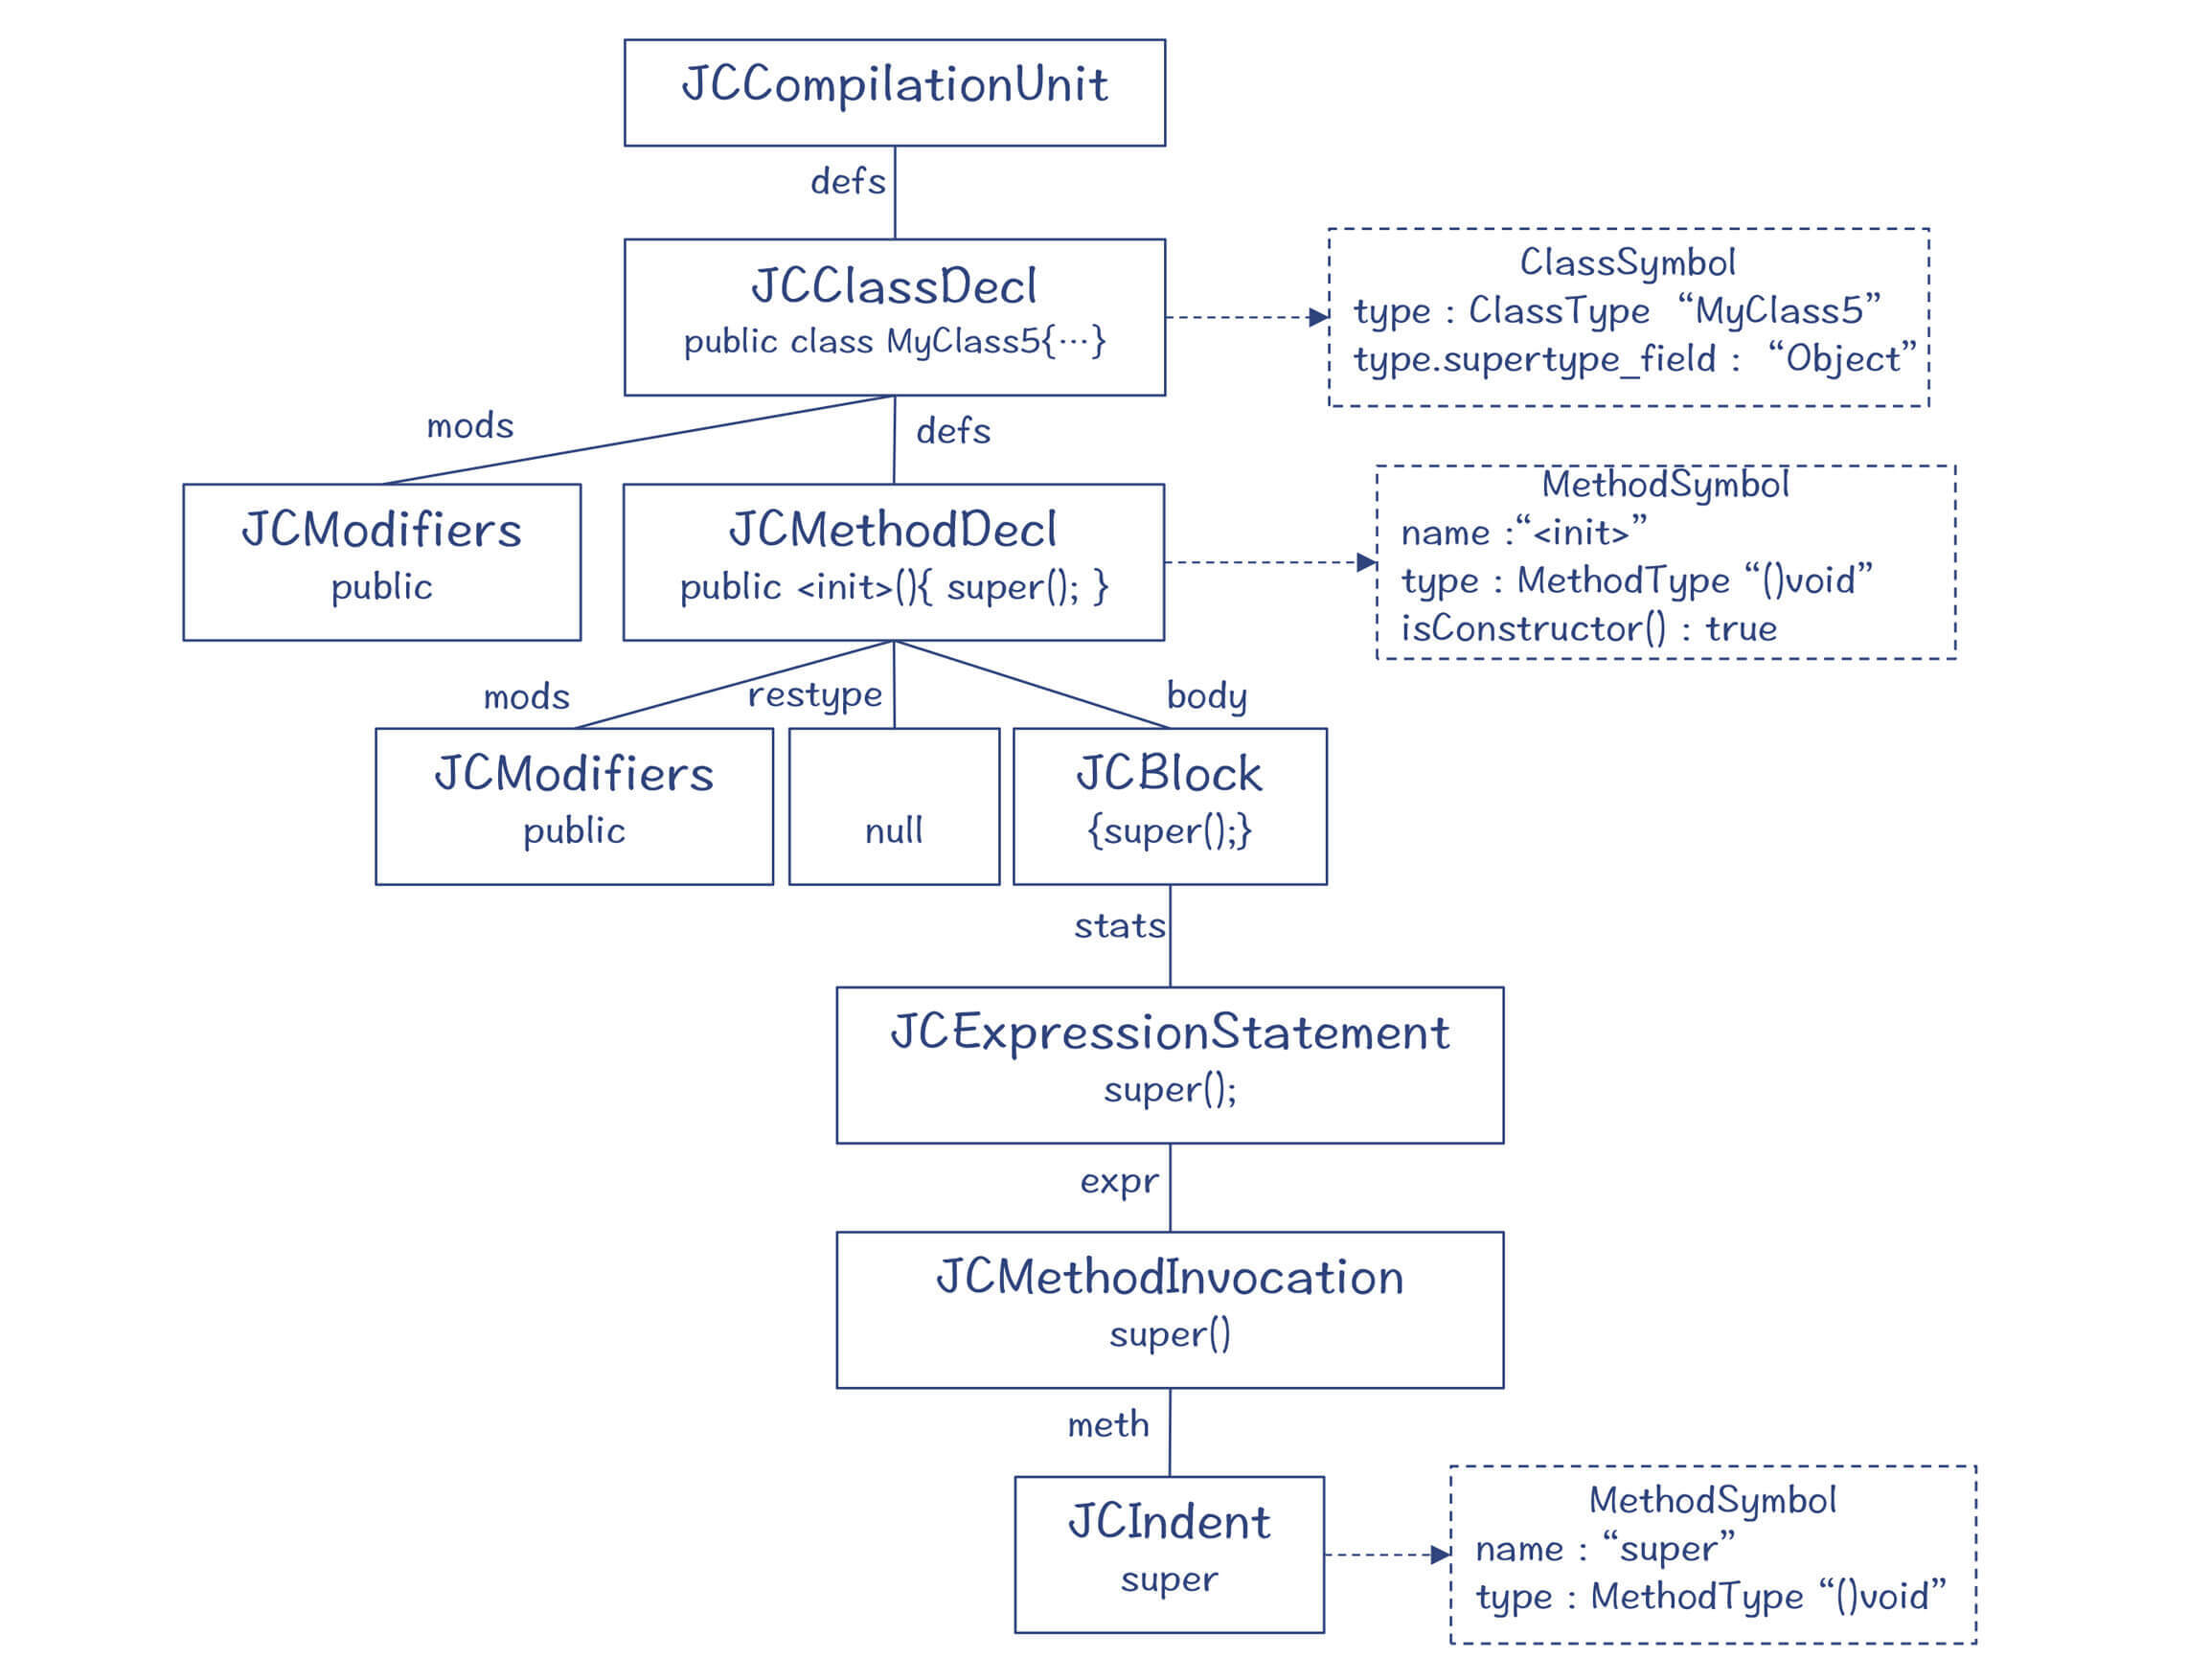 JCCompilationUnit
defs
JCClassDecl
public class MyClass5{…}
ClassSymbol
type : ClassType “MyClass5”
type.supertype_field : “Object”
mods
defs
JCModifiers
public
JCMethodDecl
public <init>(){ super(); }
MethodSymbol
name :“<init>”
type : MethodType “()void”
isConstructor() : true
mods
restype
body
JCModifiers
public
null
JCBlock
{super();}
stats
JCExpressionStatement
super();
expr
JCMethodInvocation
super()
meth
JCIndent
super
MethodSymbol
name : “super”
type : MethodType “()void”